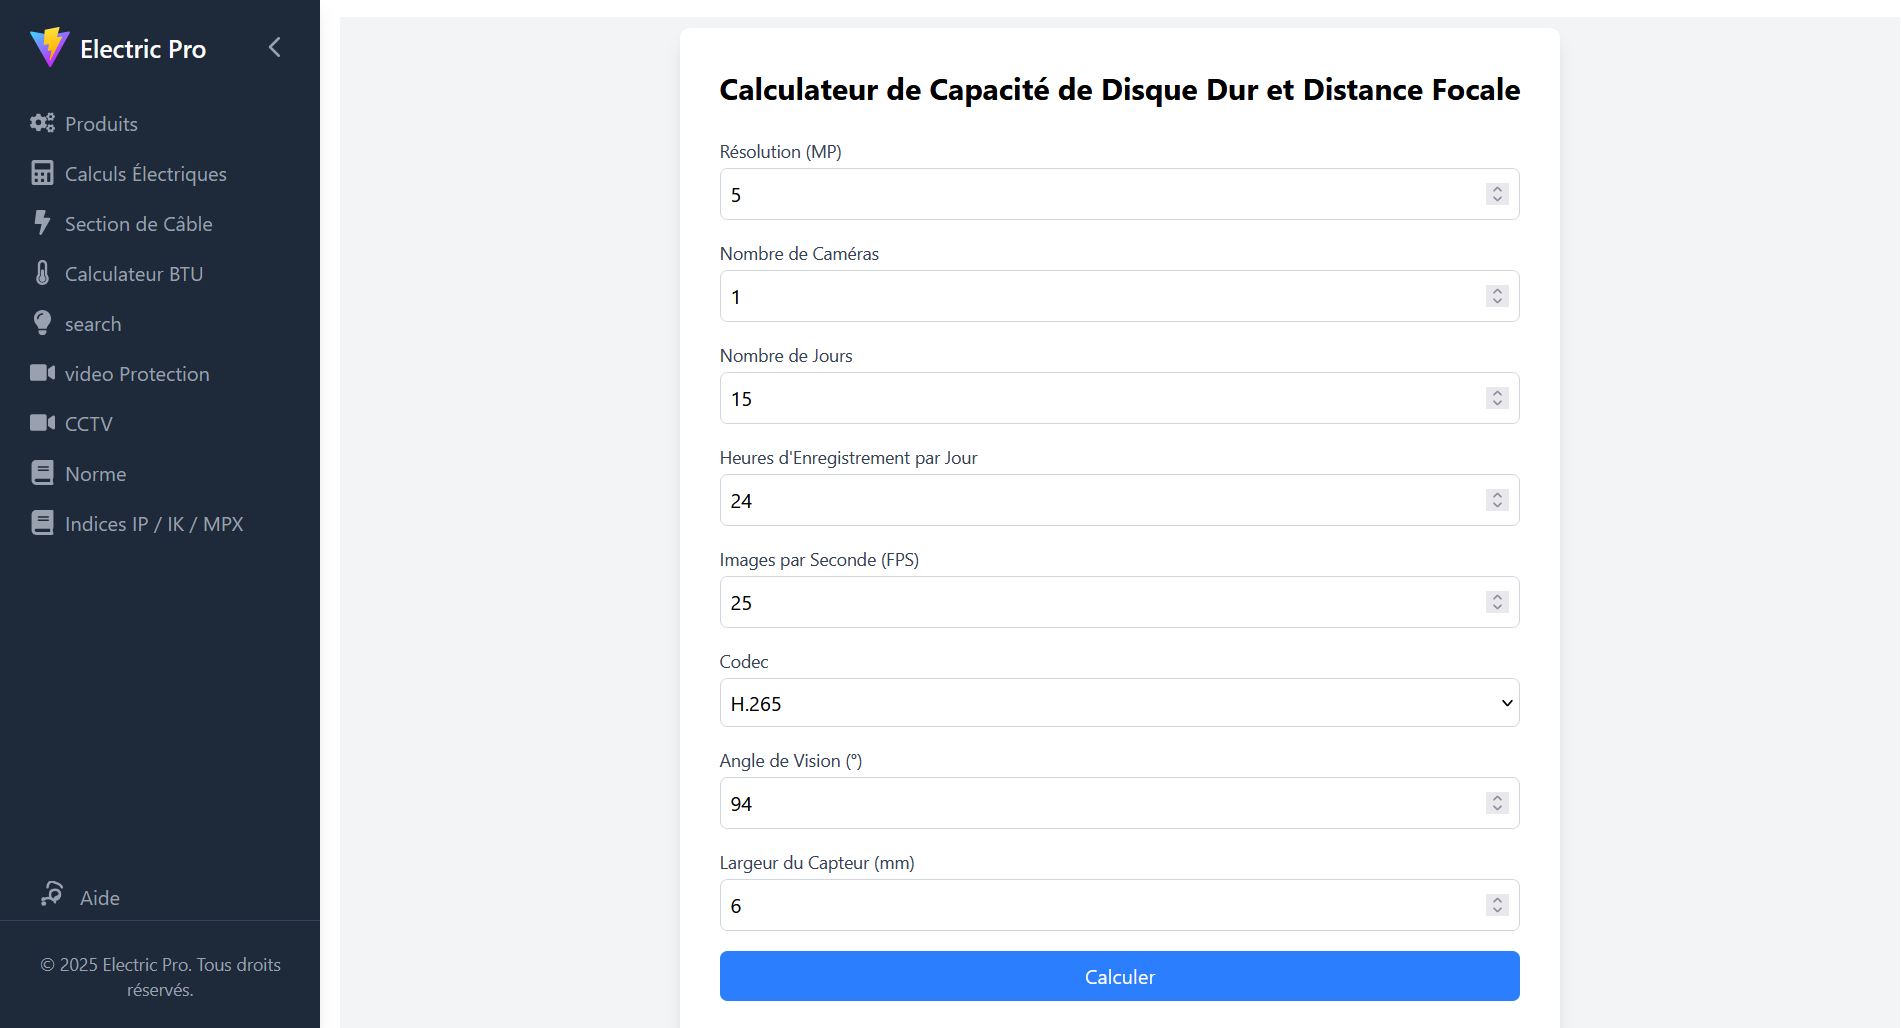 Electric Pro
Produits
Calculs Électriques
Section de Câble
Calculateur BTU
search
video Protection
CCTV
Norme
Indices IP / IK / MPX
Aide
© 2025 Electric Pro. Tous droits
réservés.
Calculateur de Capacité de Disque Dur et Distance Focale
Résolution (MP)
5
Nombre de Caméras
1
Nombre de Jours
15
Heures d'Enregistrement par Jour
24
Images par Seconde (FPS)
25
Codec
H.265
Angle de Vision (°)
94
Largeur du Capteur (mm)
6
Calculer